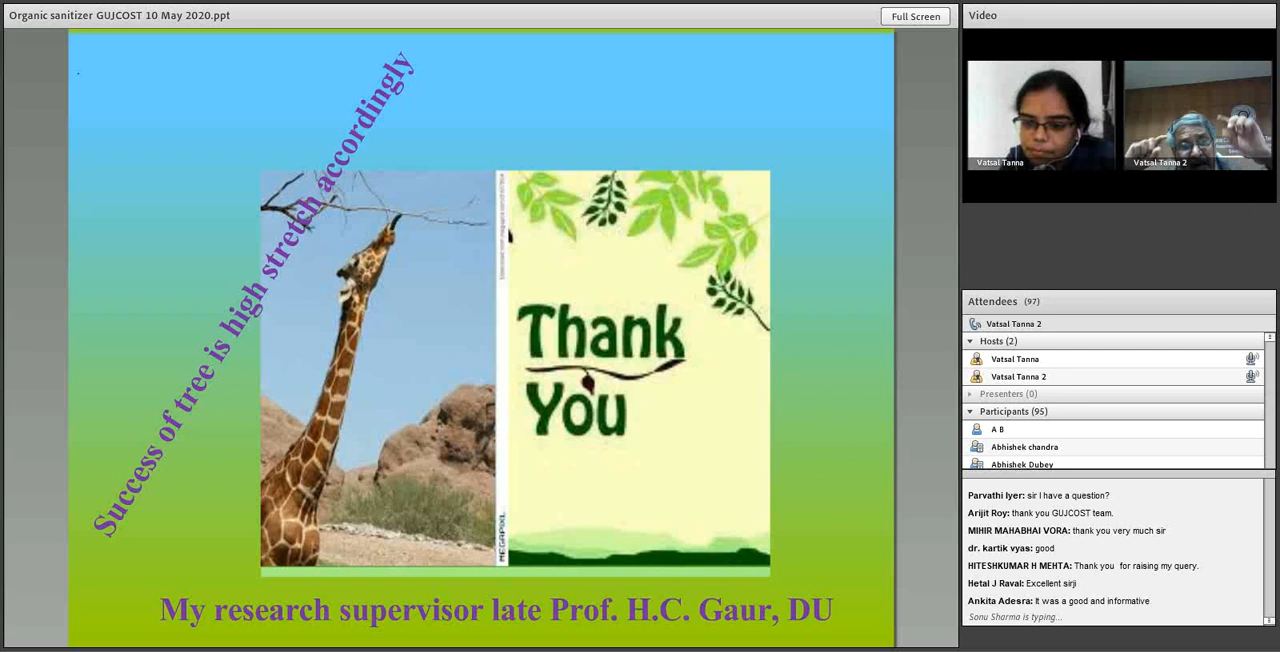 Organic sanitizer GUJCOST 10 May 2020.ppt
Full Screen
Success of tree is high stretch accordingly
Thank
You
MEGAPIXL
My research supervisor late Prof. H.C. Gaur, DU
Video
Vatsal Tanna
Vatsal Tanna 2
Attendees (97)
Vatsal Tanna 2
Hosts (2)
Vatsal Tanna
Vatsal Tanna 2
Presenters (0)
Participants (95)
A B
Abhishek chandra
Abhishek Dubey
Parvathi Iyer: sir I have a question?
Arijit Roy: thank you GUJCOST team.
MIHIR MAHABHAI VORA: thank you very much sir
dr. kartik vyas: good
HITESHKUMAR H MEHTA: Thank you for raising my query.
Hetal J Raval: Excellent sirji
Ankita Adesra: It was a good and informative
Sonu Sharma is typing...